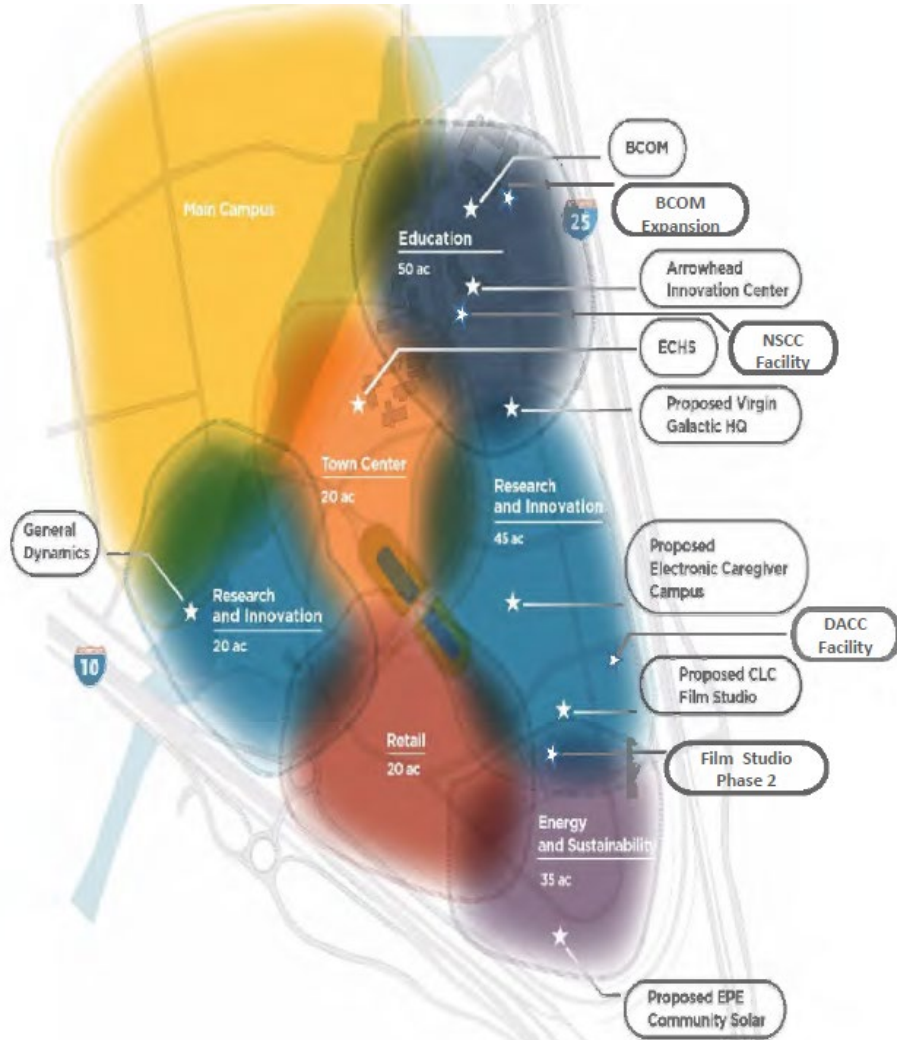 BCOM
BCOM
Expansion
25
Main Campus
Education
50 ac
Arrowhead
Innovation Center
ECHS
NSCC
Facility
Proposed Virgin
Galactic HQ
Town Center
20 ac
Research
and Innovation
45 ac
General
Dynamics
Proposed
Electronic Caregiver
Campus
Research
and Innovation
20 ac
DACC
Facility
10
Proposed CLC
Film Studio
Retail
20 ac
Film Studio
Phase 2
Energy
and Sustainability
35 ac
Proposed EPE
Community Solar